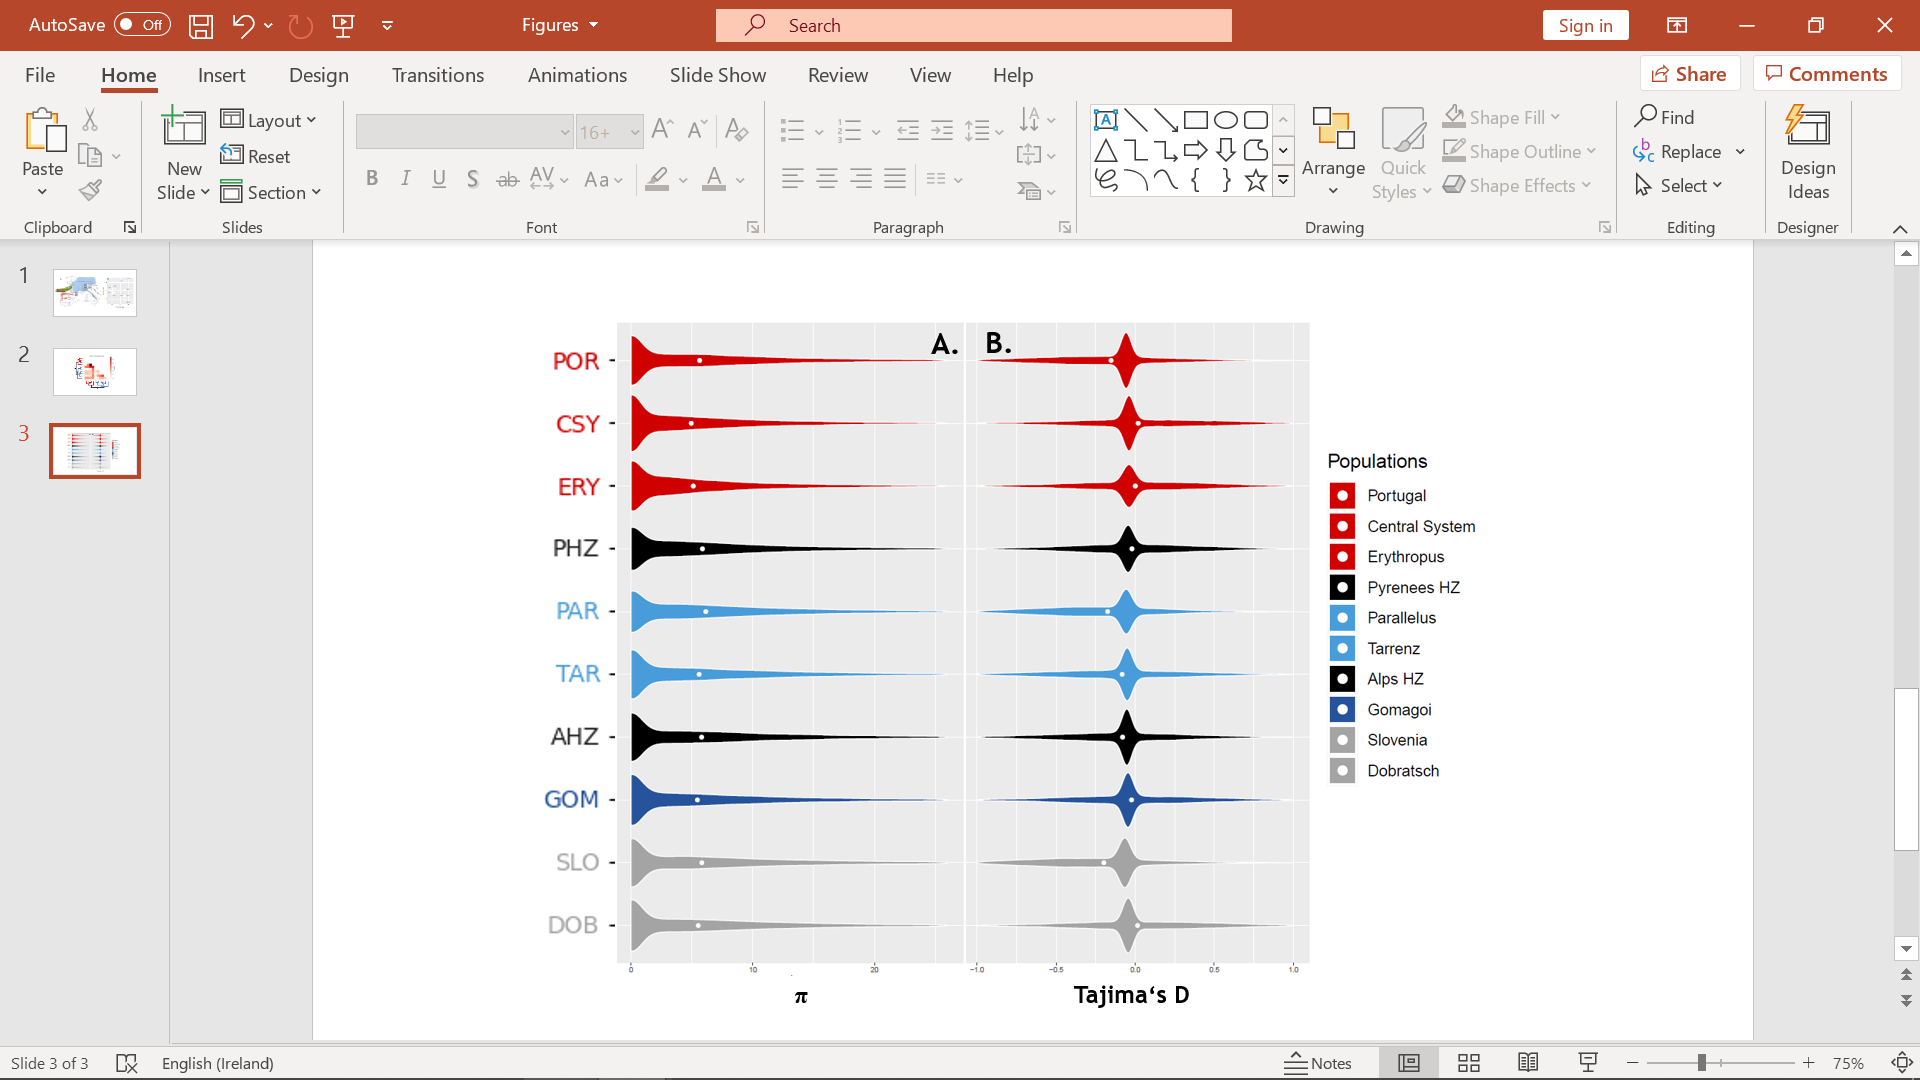 AutoSave Off
Figures
Search
Sign in
File Home Insert Design Transitions Animations Slide Show Review View Help
Share
Comments
Paste
New Slide
Layout
Reset
Section
16+
B I U S ab AV Aa A
Arrange
Quick Styles
Shape Fill
Shape Outline
Shape Effects
Find
Replace
Select
Design Ideas
Clipboard
Slides
Font
Paragraph
Drawing
Editing
Designer
1
2
3
A.
B.
POR
CSY
ERY
PHZ
PAR
TAR
AHZ
GOM
SLO
DOB
0 10 20
−1.0 −0.5 0.0 0.5 1.0
π
Tajima‘s D
Populations
Portugal
Central System
Erythropus
Pyrenees HZ
Parallelus
Tarrenz
Alps HZ
Gomagoi
Slovenia
Dobratsch
Slide 3 of 3
English (Ireland)
Notes
75%